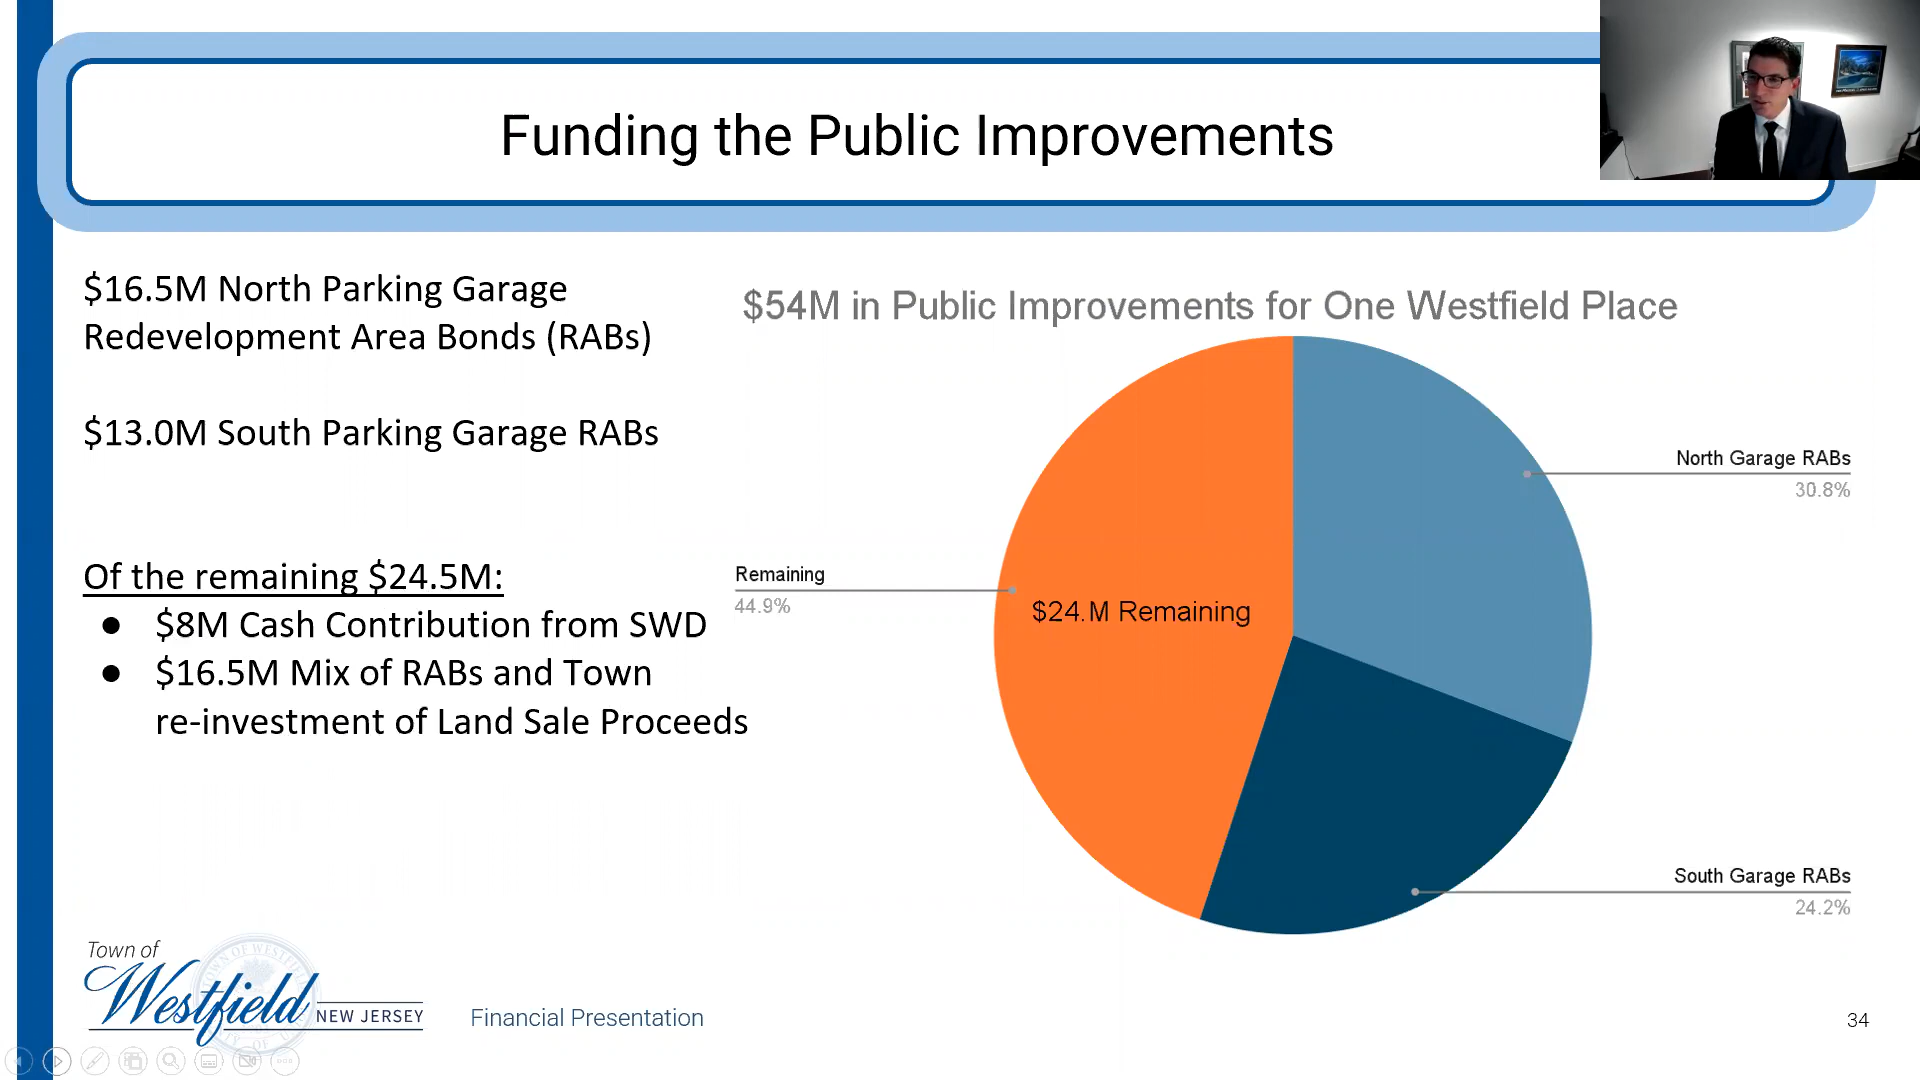 Funding the Public Improvements
$16.5M North Parking Garage
Redevelopment Area Bonds (RABs)
$13.0M South Parking Garage RABs
Of the remaining $24.5M:
● $8M Cash Contribution from SWD
● $16.5M Mix of RABs and Town
re-investment of Land Sale Proceeds
$54M in Public Improvements for One Westfield Place
North Garage RABs
30.8%
Remaining
44.9%
$24.M Remaining
South Garage RABs
24.2%
Town of
Westfield
NEW JERSEY
Financial Presentation
34